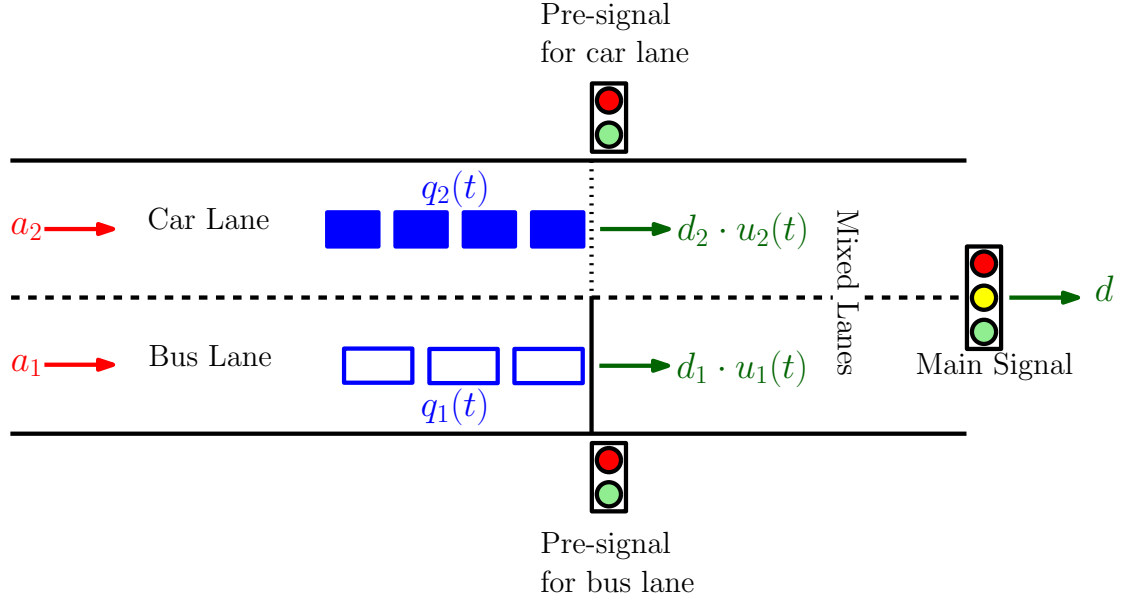 Pre-signal
for car lane
q₂(t)
a₂
Car Lane
d₂ · u₂(t)
Mixed Lanes
d
a₁
Bus Lane
d₁ · u₁(t)
Main Signal
q₁(t)
Pre-signal
for bus lane